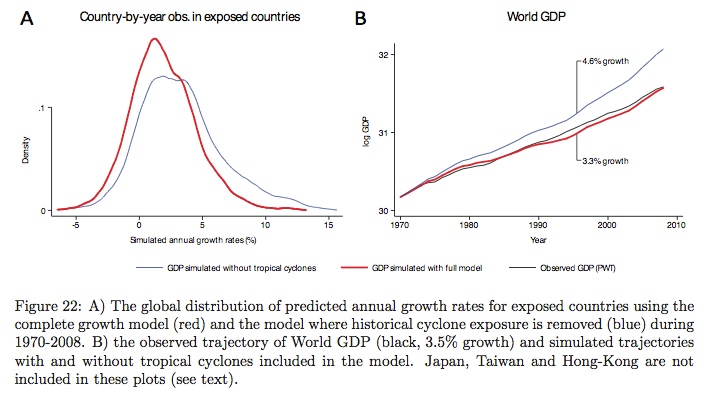 A
Country-by-year obs. in exposed countries
.1
Density
0
-5 0 5 10 15
Simulated annual growth rates (%)
B
World GDP
32
4.6% growth
log GDP
31
3.3% growth
30
1970 1980 1990 2000 2010
Year
GDP simulated without tropical cyclones GDP simulated with full model Observed GDP (PWT)
Figure 22: A) The global distribution of predicted annual growth rates for exposed countries using the
complete growth model (red) and the model where historical cyclone exposure is removed (blue) during
1970-2008. B) the observed trajectory of World GDP (black, 3.5% growth) and simulated trajectories
with and without tropical cyclones included in the model. Japan, Taiwan and Hong-Kong are not
included in these plots (see text).